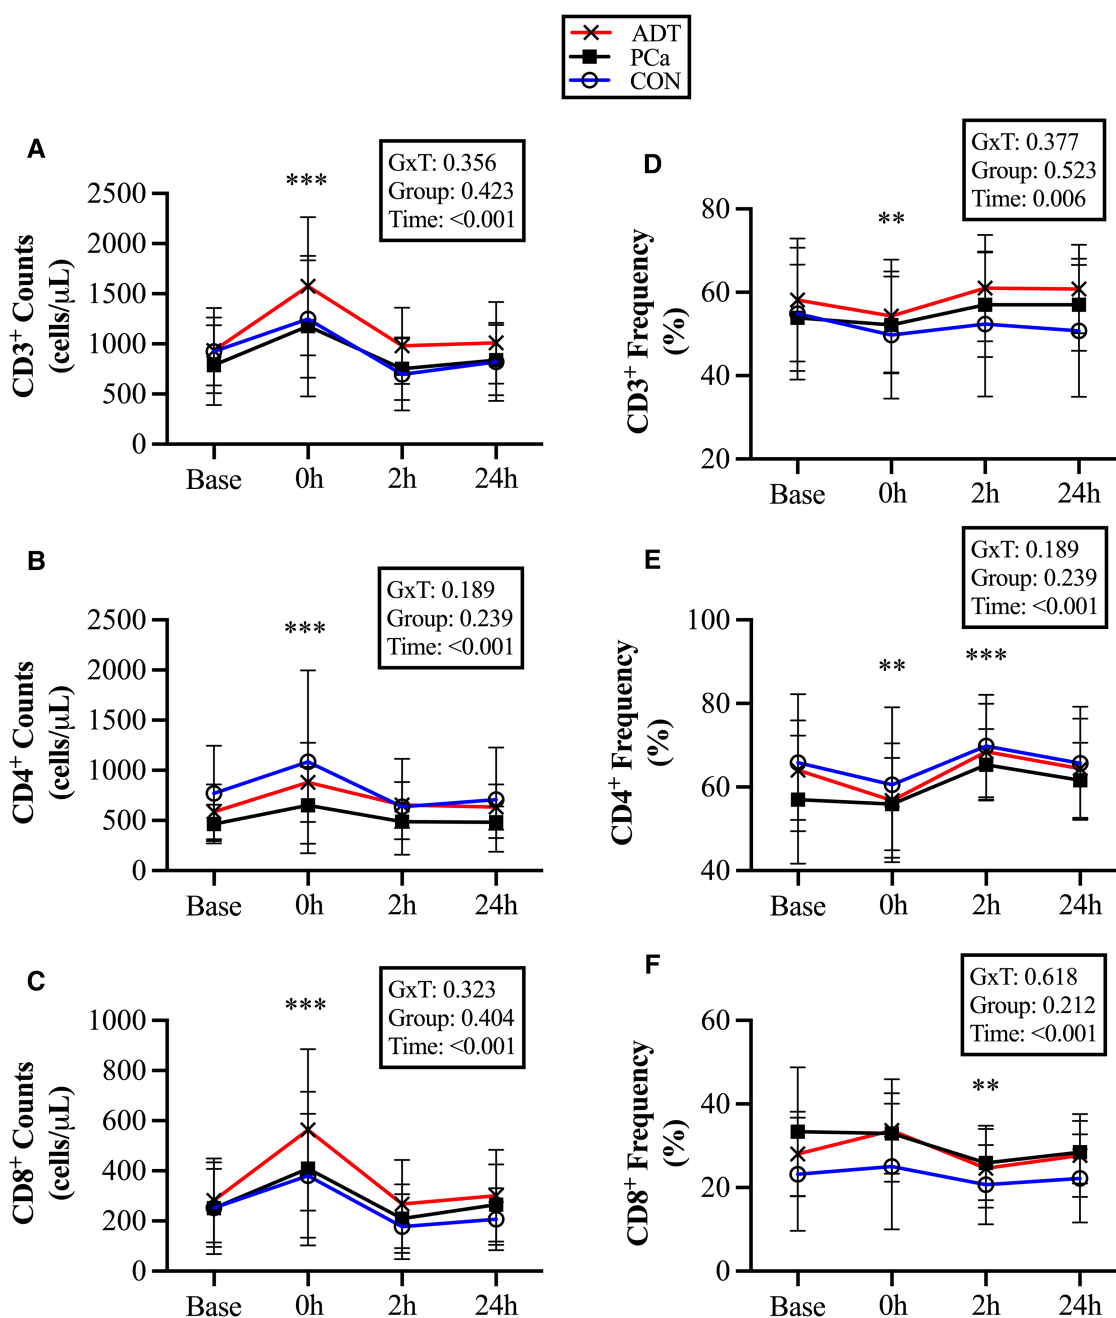 ADT
PCa
CON
A
GxT: 0.356
Group: 0.423
Time: <0.001
***
CD3+ Counts
(cells/µL)
2500
2000
1500
1000
500
0
Base
0h
2h
24h
D
GxT: 0.377
Group: 0.523
Time: 0.006
**
CD3+ Frequency
(%)
80
60
40
20
Base
0h
2h
24h
B
GxT: 0.189
Group: 0.239
Time: <0.001
***
CD4+ Counts
(cells/µL)
2500
2000
1500
1000
500
0
Base
0h
2h
24h
E
GxT: 0.189
Group: 0.239
Time: <0.001
**
***
CD4+ Frequency
(%)
100
80
60
40
Base
0h
2h
24h
C
GxT: 0.323
Group: 0.404
Time: <0.001
***
CD8+ Counts
(cells/µL)
1000
800
600
400
200
0
Base
0h
2h
24h
F
GxT: 0.618
Group: 0.212
Time: <0.001
**
CD8+ Frequency
(%)
60
40
20
0
Base
0h
2h
24h